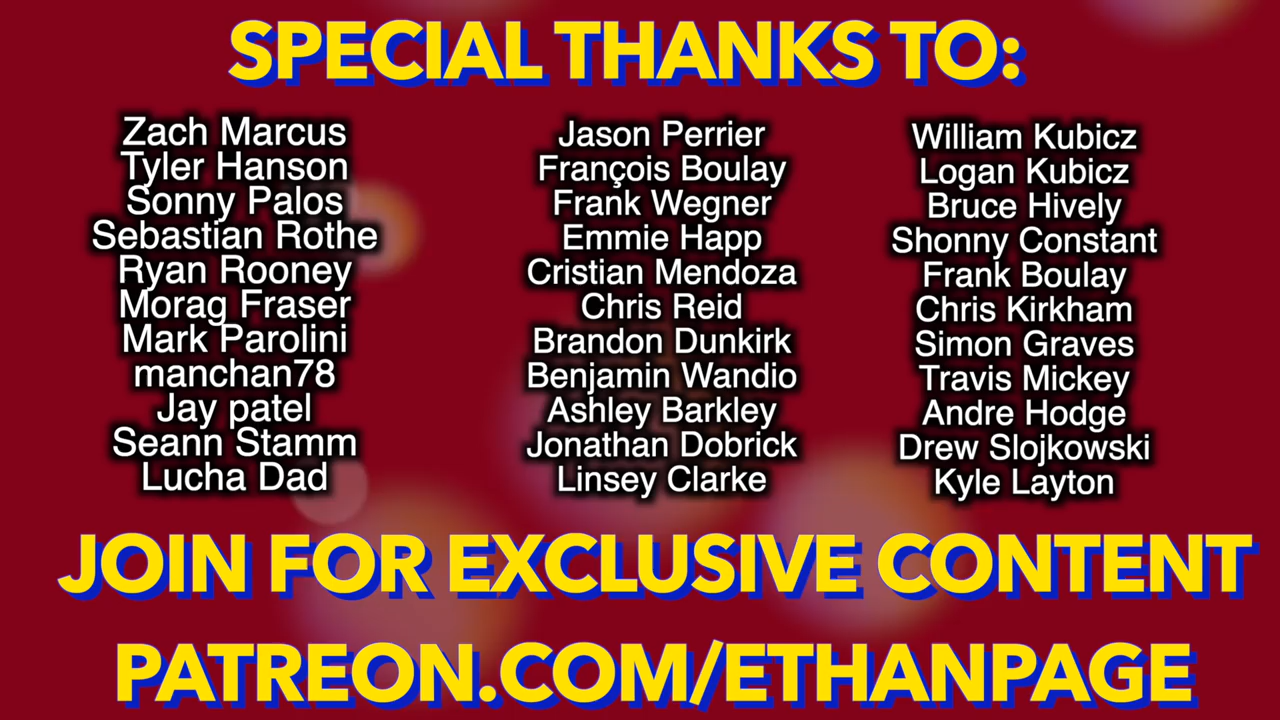 SPECIAL THANKS TO:
Zach Marcus
Tyler Hanson
Sonny Palos
Sebastian Rothe
Ryan Rooney
Morag Fraser
Mark Parolini
manchan78
Jay patel
Seann Stamm
Lucha Dad
Jason Perrier
François Boulay
Frank Wegner
Emmie Happ
Cristian Mendoza
Chris Reid
Brandon Dunkirk
Benjamin Wandio
Ashley Barkley
Jonathan Dobrick
Linsey Clarke
William Kubicz
Logan Kubicz
Bruce Hively
Shonny Constant
Frank Boulay
Chris Kirkham
Simon Graves
Travis Mickey
Andre Hodge
Drew Slojkowski
Kyle Layton
JOIN FOR EXCLUSIVE CONTENT
PATREON.COM/ETHANPAGE